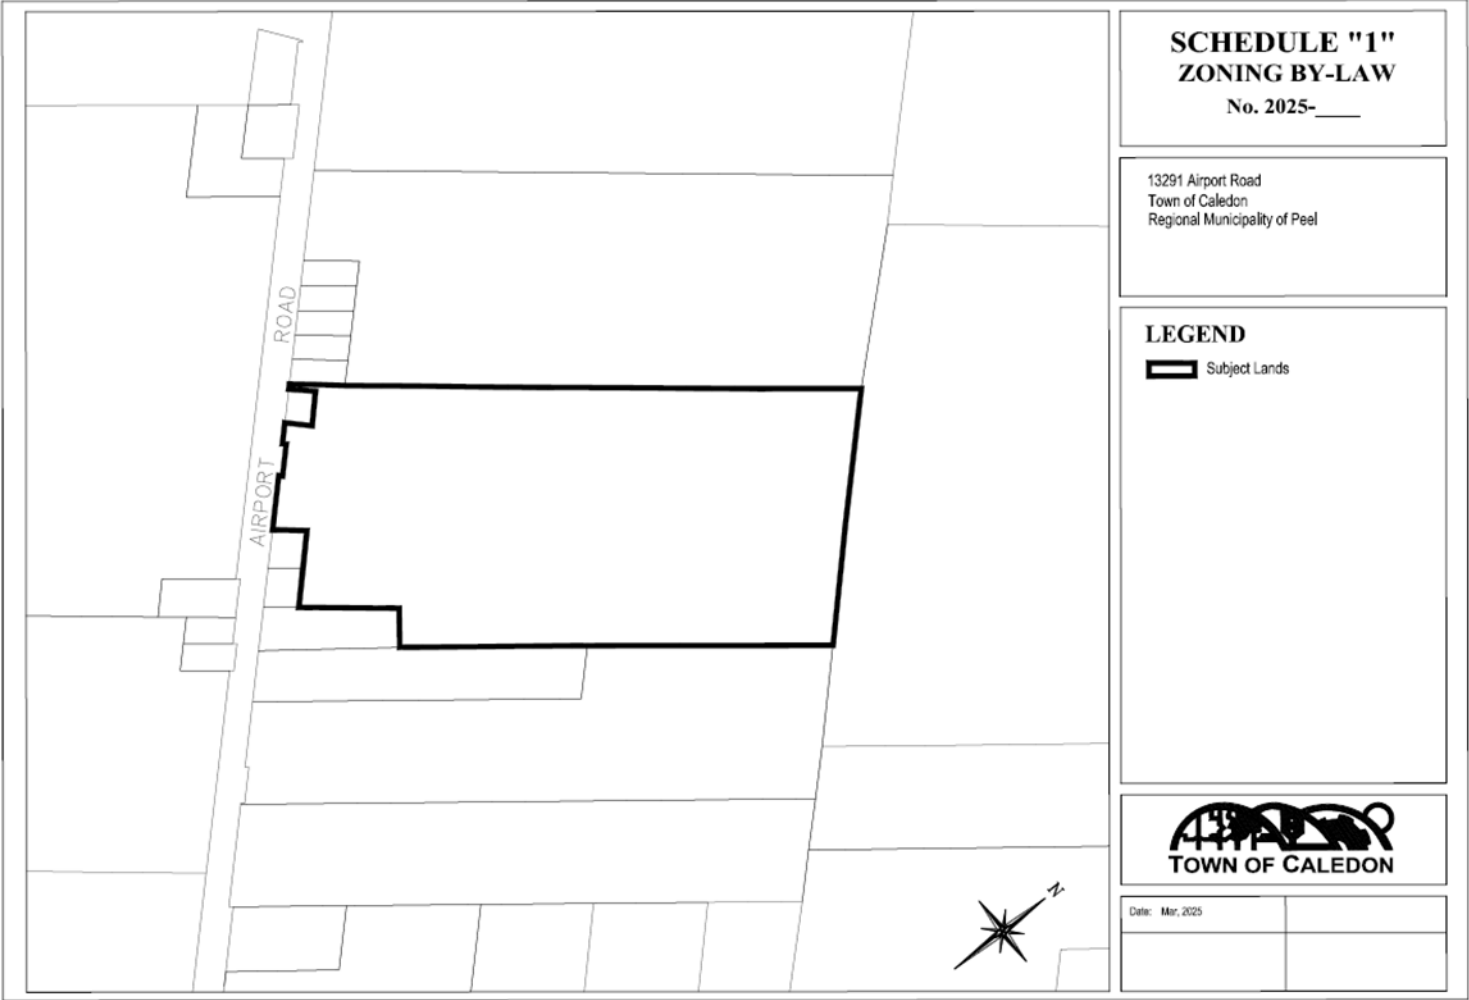 SCHEDULE "1"
ZONING BY-LAW
No. 2025-____
13291 Airport Road
Town of Caledon
Regional Municipality of Peel
LEGEND
Subject Lands
ROAD
AIRPORT
N
TOWN OF CALEDON
Date: Mar, 2025